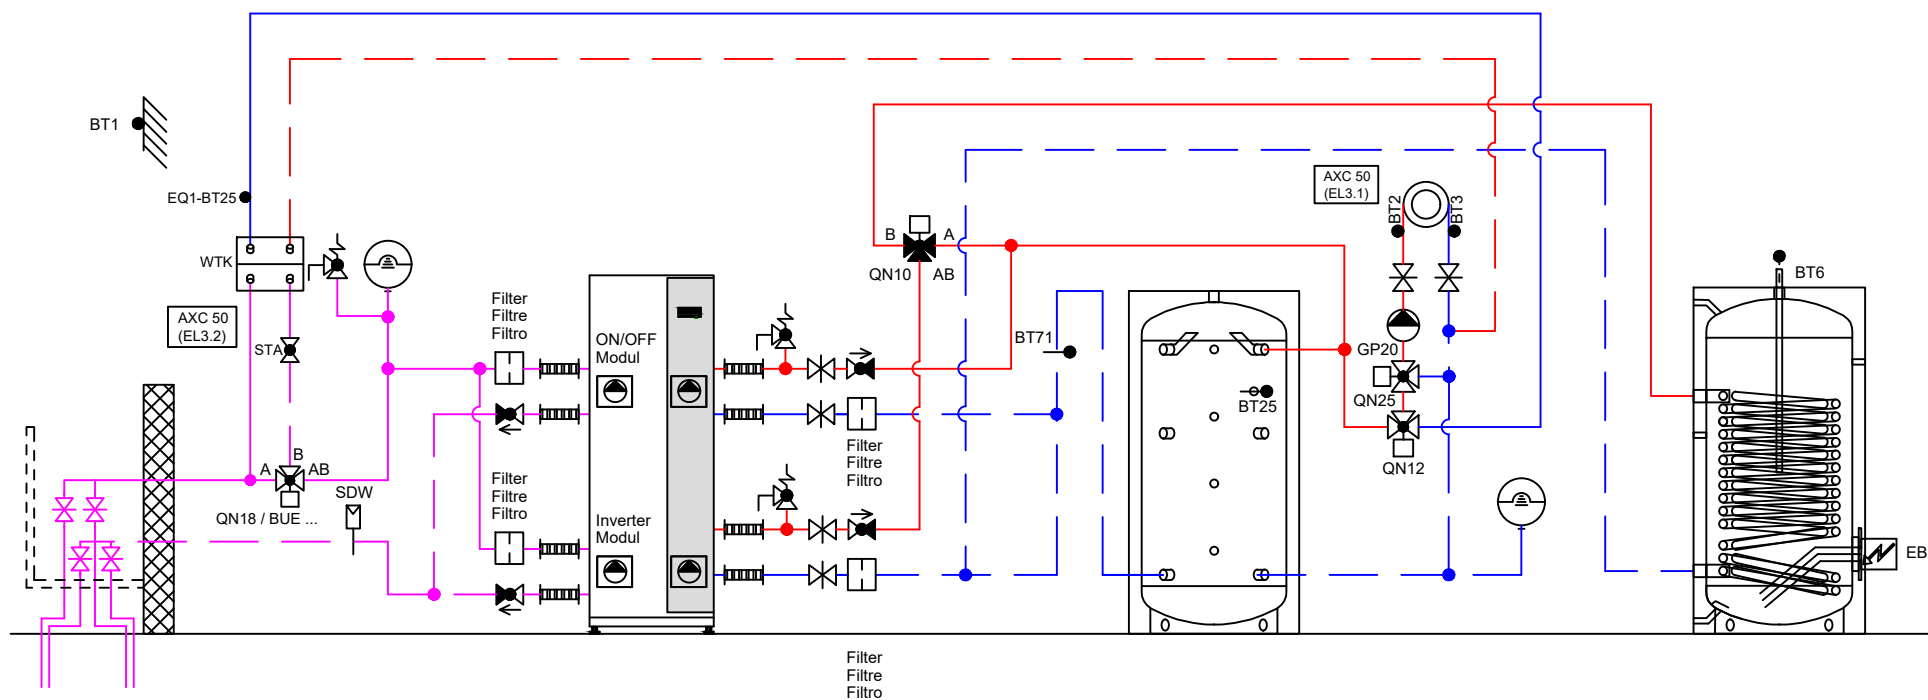 BT1
EQ1-BT25
WTK
AXC 50
(EL3.2)
STA
A
B
AB
QN18 / BUE ...
SDW
Filter
Filtre
Filtro
Filter
Filtre
Filtro
ON/OFF
Modul
Inverter
Modul
B
A
QN10
AB
Filter
Filtre
Filtro
Filter
Filtre
Filtro
BT71
BT25
AXC 50
(EL3.1)
BT2
BT3
GP20
QN25
QN12
BT6
EB